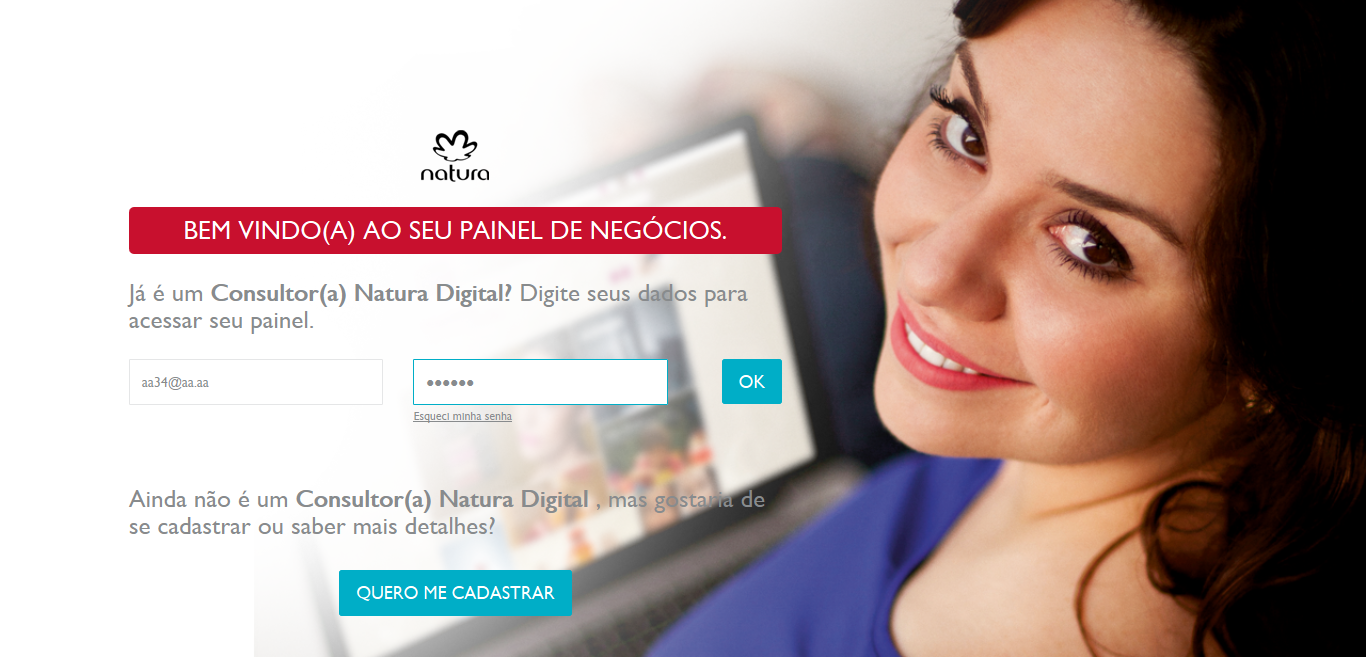 natura
BEM VINDO(A) AO SEU PAINEL DE NEGÓCIOS.
Já é um Consultor(a) Natura Digital? Digite seus dados para
acessar seu painel.
aa34@aa.aa
●●●●●● OK
Esqueci minha senha
Ainda não é um Consultor(a) Natura Digital , mas gostaria de
se cadastrar ou saber mais detalhes?
QUERO ME CADASTRAR